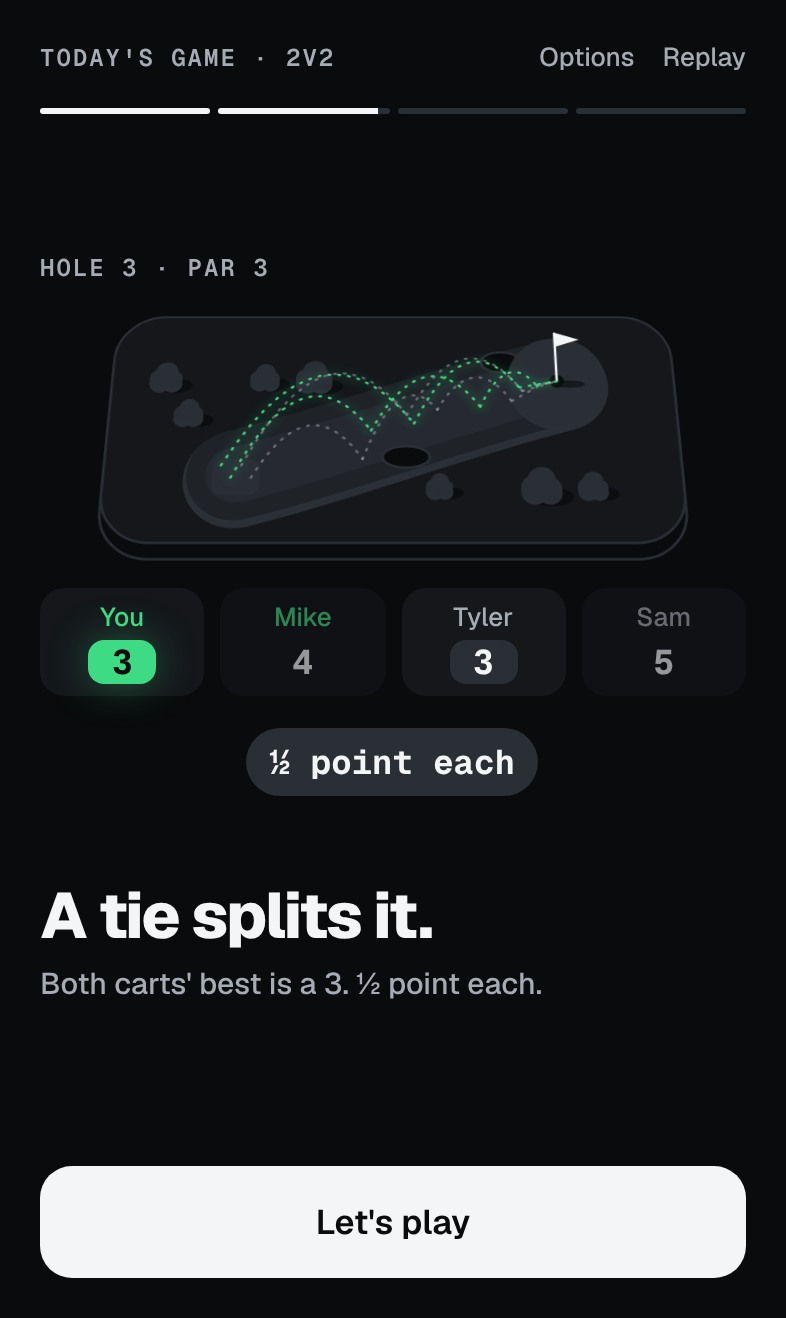 TODAY'S GAME · 2V2
Options
Replay
HOLE 3 · PAR 3
You
Mike
Tyler
Sam
3
4
3
5
½ point each
A tie splits it.
Both carts' best is a 3. ½ point each.
Let's play